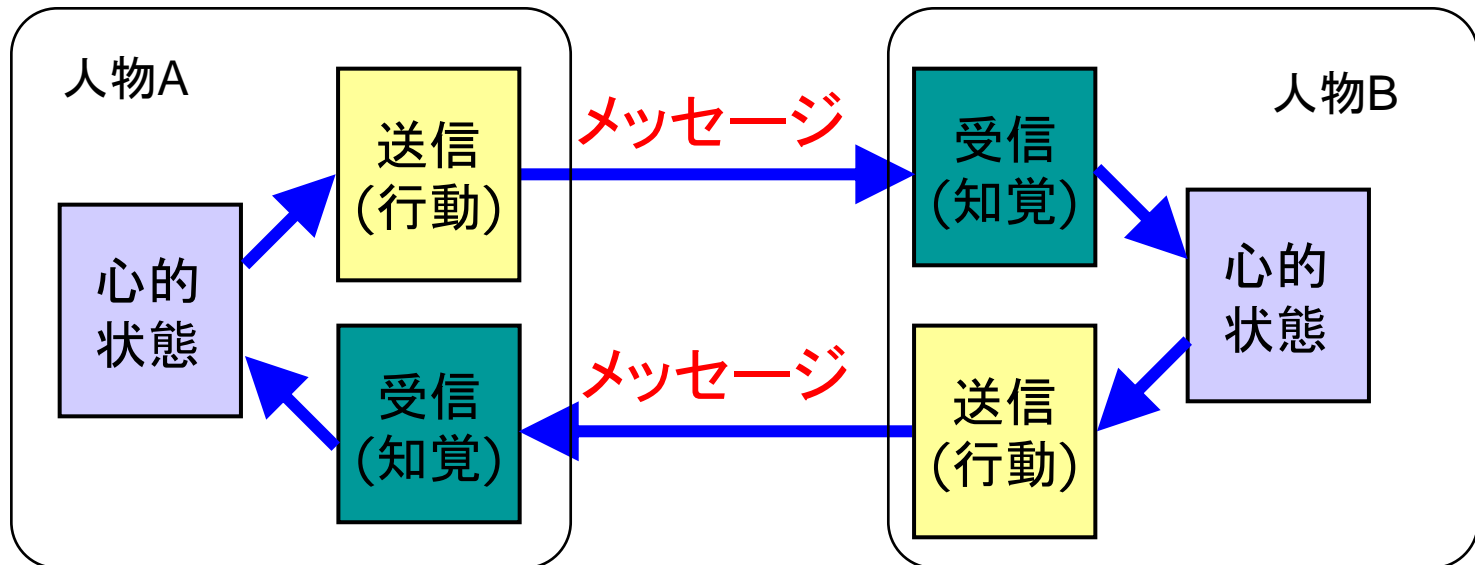 人物A
送信
(行動)
メッセージ
受信
(知覚)
人物B
心的
状態
心的
状態
受信
(知覚)
メッセージ
送信
(行動)